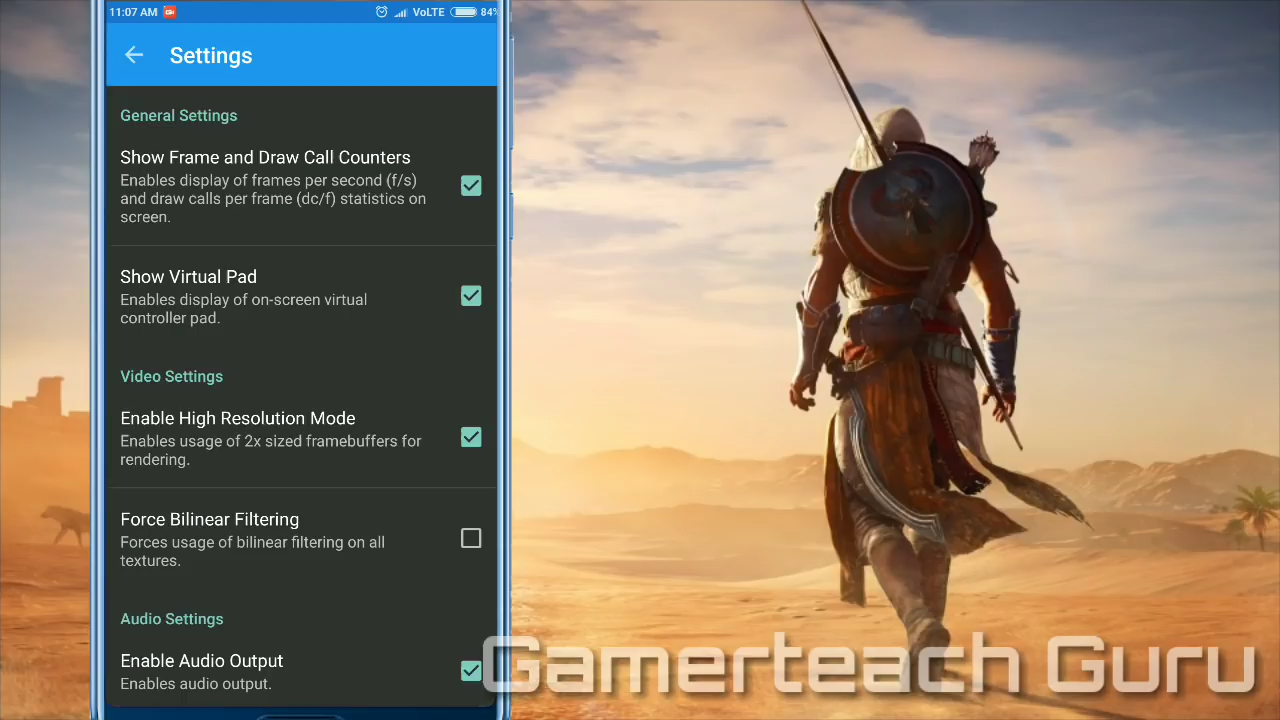 11:07 AM
VoLTE 84%
Settings
General Settings
Show Frame and Draw Call Counters
Enables display of frames per second (f/s)
and draw calls per frame (dc/f) statistics on
screen.
Show Virtual Pad
Enables display of on-screen virtual
controller pad.
Video Settings
Enable High Resolution Mode
Enables usage of 2x sized framebuffers for
rendering.
Force Bilinear Filtering
Forces usage of bilinear filtering on all
textures.
Audio Settings
Enable Audio Output
Enables audio output.
Gamerteach Guru